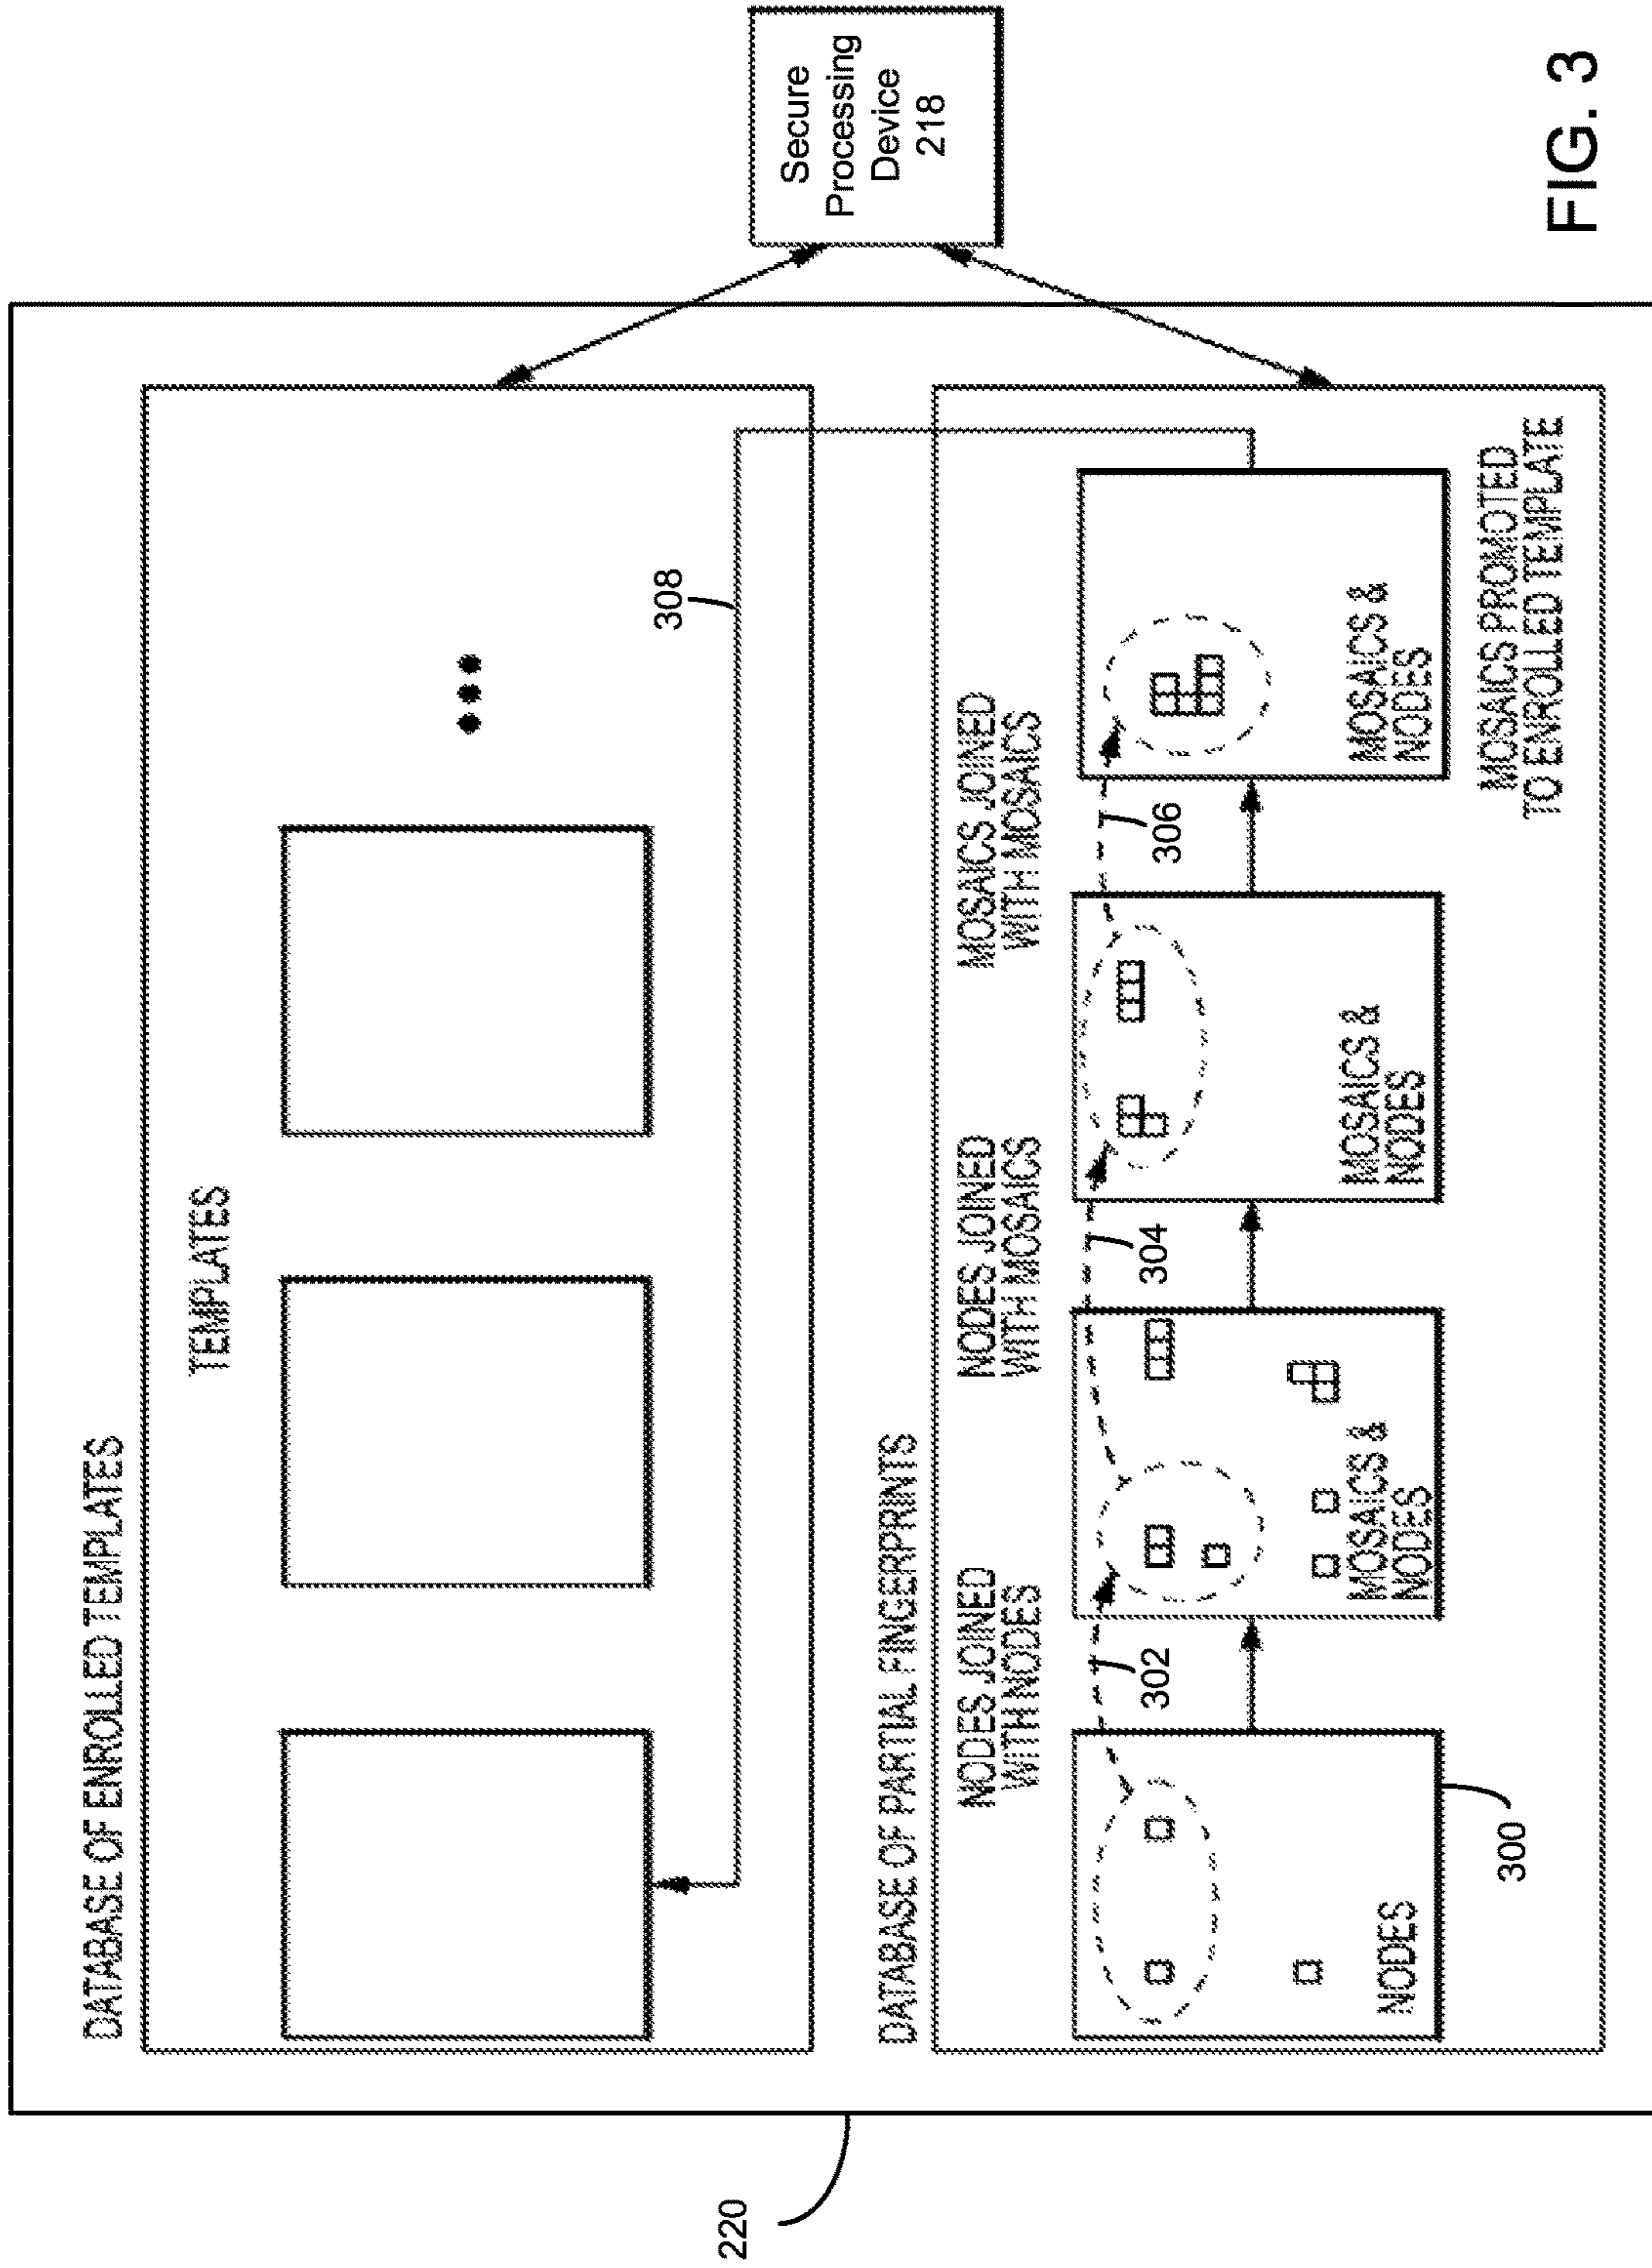 220
DATABASE OF ENROLLED TEMPLATES
TEMPLATES
308
Secure
Processing
Device
218
DATABASE OF PARTIAL FINGERPRINTS
NODES JOINED
WITH NODES
NODES JOINED
WITH MOSAICS
MOSAICS JOINED
WITH MOSAICS
302
304
306
NODES
MOSAICS &
NODES
MOSAICS &
NODES
MOSAICS &
NODES
300
MOSAICS PROMOTED
TO ENROLLED TEMPLATE
FIG. 3